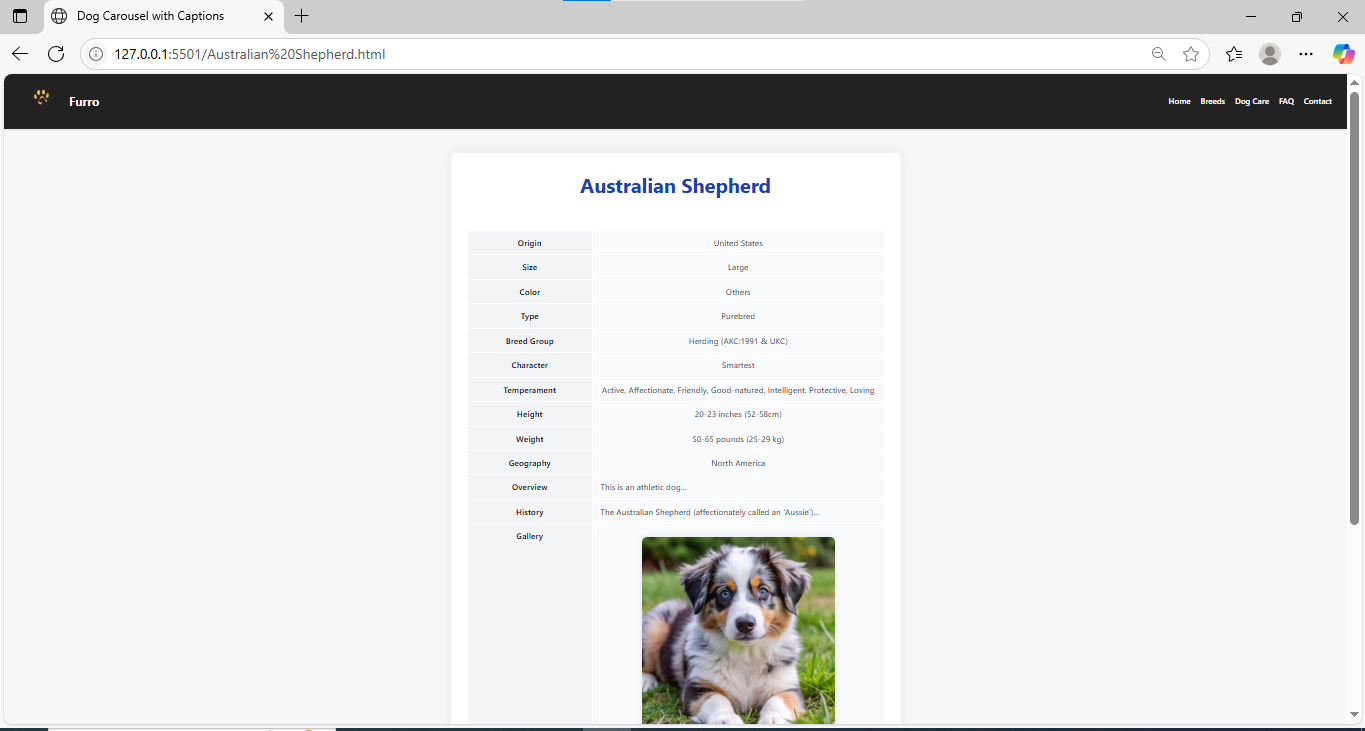 Dog Carousel with Captions
127.0.0.1:5501/Australian%20Shepherd.html
Furro
Home Breeds Dog Care FAQ Contact
Australian Shepherd
Origin United States
Size Large
Color Others
Type Purebred
Breed Group Herding (AKC:1991 & UKC)
Character Smartest
Temperament Active, Affectionate, Friendly, Good-natured, Intelligent, Protective, Loving
Height 20-23 inches (52-58cm)
Weight 50-65 pounds (25-29 kg)
Geography North America
Overview This is an athletic dog...
History The Australian Shepherd (affectionately called an 'Aussie')...
Gallery